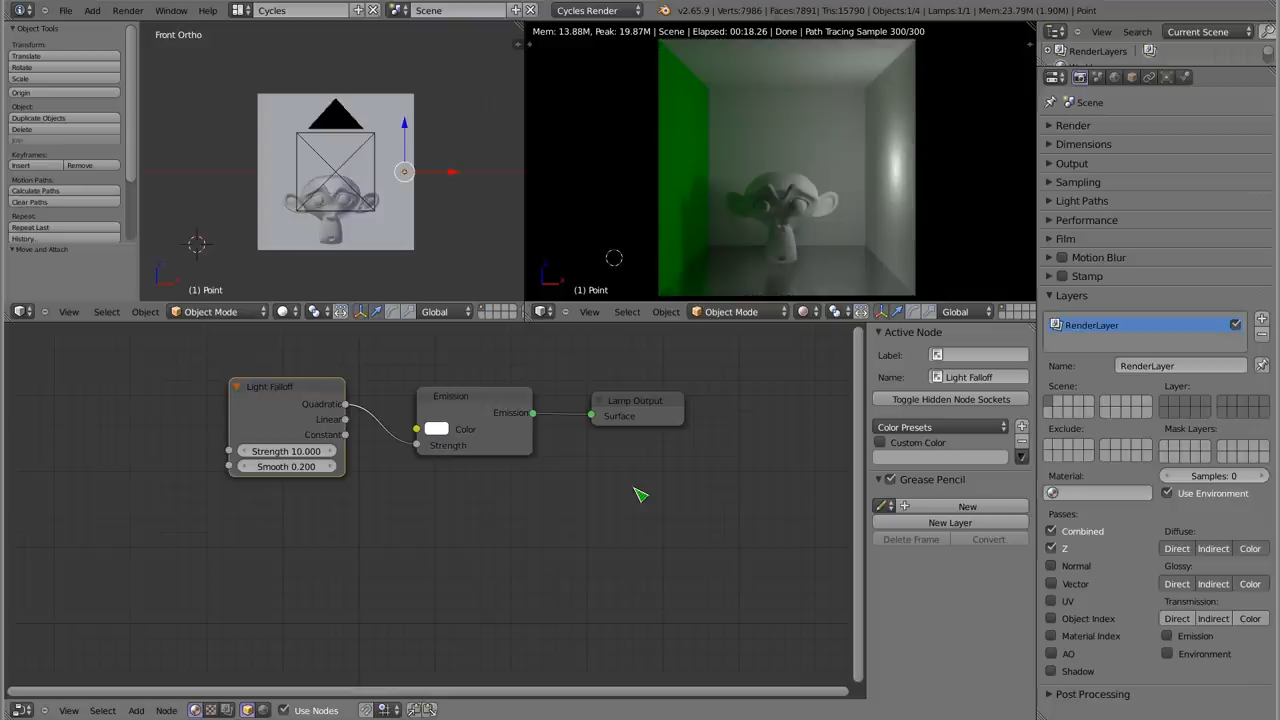 File Add Render Window Help Cycles Scene Cycles Render v2.65.9 | Verts:7986 | Faces:7891| Tris:15790 | Objects:1/4 | Lamps:1/1 | Mem:23.79M (1.90M) | Point
Object Tools
Transform:
Translate
Rotate
Scale
Origin
Object:
Duplicate Objects
Delete
Join
Keyframes:
Insert Remove
Motion Paths:
Calculate Paths
Clear Paths
Repeat:
Repeat Last
History...
Move and Attach
Front Ortho
(1) Point
View Select Object Object Mode Global
Mem: 13.88M, Peak: 19.87M | Scene | Elapsed: 00:18.26 | Done | Path Tracing Sample 300/300
(1) Point
View Select Object Object Mode Global
Light Falloff
Quadratic
Linear
Constant
Strength 10.000
Smooth 0.200
Emission
Emission
Color
Strength
Lamp Output
Surface
View Select Add Node Use Nodes
Active Node
Label:
Name: Light Falloff
Toggle Hidden Node Sockets
Color Presets
Custom Color
Grease Pencil
New
New Layer
Delete Frame Convert
View Search Current Scene
RenderLayers
Scene
Render
Dimensions
Output
Sampling
Light Paths
Performance
Film
Motion Blur
Stamp
Layers
RenderLayer
Name: RenderLayer
Scene: Layer:
Exclude: Mask Layers:
Material: Samples: 0
Use Environment
Passes:
Combined Diffuse:
Z Direct Indirect Color
Normal Glossy:
Vector Direct Indirect Color
UV Transmission:
Object Index Direct Indirect Color
Material Index Emission
AO Environment
Shadow
Post Processing